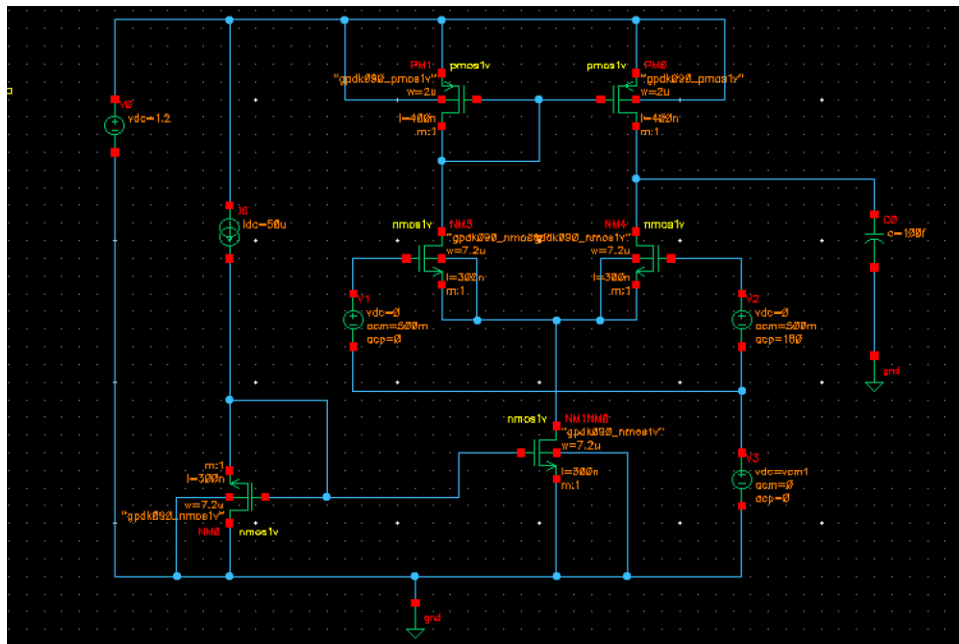 PM1
pmos1v
"gpdk090_pmos1v"
w=2u
l=400n
m:1
pmos1v
PM0
"gpdk090_pmos1v"
w=2u
l=400n
m:1
V0
vdc=1.2
I0
idc=50u
NM3
nmos1v
"gpdk090_nmos1v"
w=7.2u
l=300n
m:1
NM4
nmos1v
gpdk090_nmos1v"
w=7.2u
l=300n
m:1
C0
c=100f
gnd
V1
vdc=0
acm=500m
acp=0
V2
vdc=0
acm=500m
acp=180
nmos1v
NM1NM0
"gpdk090_nmos1v"
w=7.2u
l=300n
m:1
V3
vdc=vcm1
acm=0
acp=0
m:1
l=300n
w=7.2u
"gpdk090_nmos1v"
NM0
nmos1v
gnd